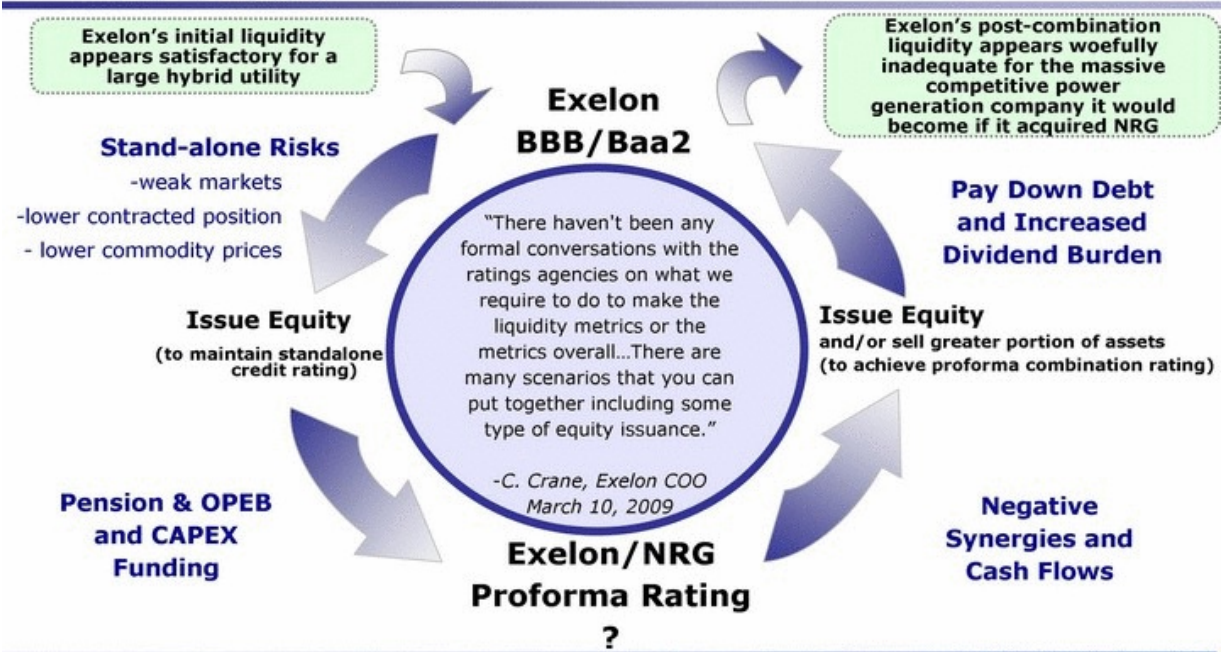 Exelon's initial liquidity
appears satisfactory for a
large hybrid utility
Exelon's post-combination
liquidity appears woefully
inadequate for the massive
competitive power
generation company it would
become if it acquired NRG
Exelon
BBB/Baa2
Stand-alone Risks
-weak markets
-lower contracted position
- lower commodity prices
Issue Equity
(to maintain standalone
credit rating)
Pension & OPEB
and CAPEX
Funding
"There haven't been any
formal conversations with the
ratings agencies on what we
require to do to make the
liquidity metrics or the
metrics overall...There are
many scenarios that you can
put together including some
type of equity issuance."
-C. Crane, Exelon COO
March 10, 2009
Exelon/NRG
Proforma Rating
?
Negative
Synergies and
Cash Flows
Issue Equity
and/or sell greater portion of assets
(to achieve proforma combination rating)
Pay Down Debt
and Increased
Dividend Burden